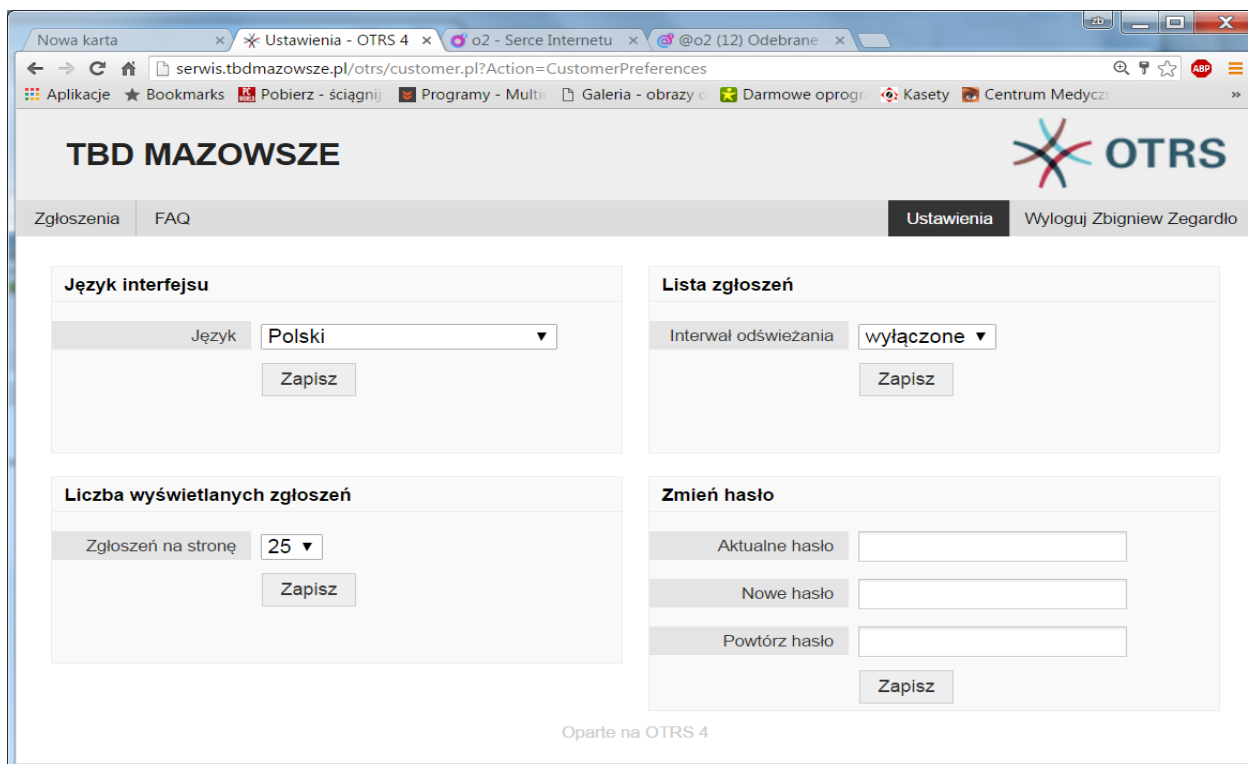 zb
Nowa karta
Ustawienia - OTRS 4
o2 - Serce Internetu
@o2 (12) Odebrane
serwis.tbdmazowsze.pl/otrs/customer.pl?Action=CustomerPreferences
ABP
Aplikacje Bookmarks Pobierz - ściągnij Programy - Multi Galeria - obrazy Darmowe oprogr Kasety Centrum Medycz »
TBD MAZOWSZE
OTRS
Zgłoszenia FAQ Ustawienia Wyloguj Zbigniew Zegardło
Język interfejsu
Język Polski
Zapisz
Lista zgłoszeń
Interwał odświeżania wyłączone
Zapisz
Liczba wyświetlanych zgłoszeń
Zgłoszeń na stronę 25
Zapisz
Zmień hasło
Aktualne hasło
Nowe hasło
Powtórz hasło
Zapisz
Oparte na OTRS 4